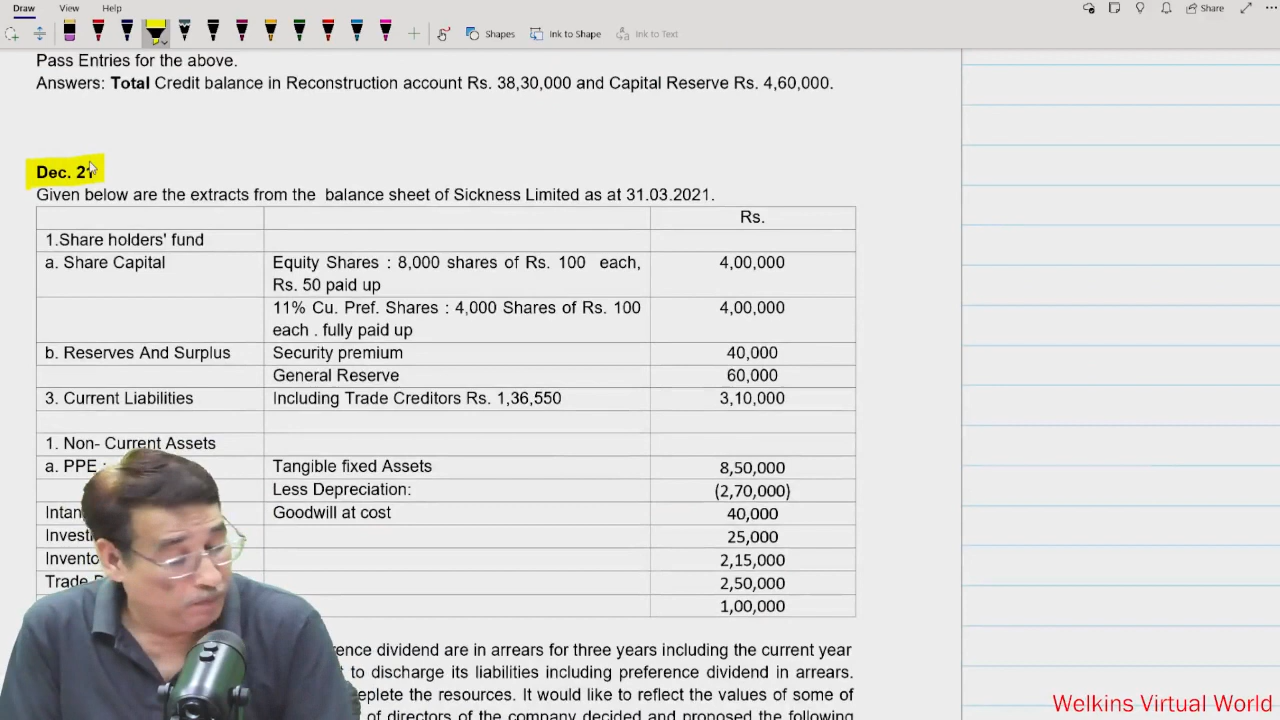 Draw View Help
Share
Shapes Ink to Shape Ink to Text
Pass Entries for the above.
Answers: Total Credit balance in Reconstruction account Rs. 38,30,000 and Capital Reserve Rs. 4,60,000.
Dec. 21
Given below are the extracts from the balance sheet of Sickness Limited as at 31.03.2021.
Rs.
1.Share holders' fund
a. Share Capital Equity Shares : 8,000 shares of Rs. 100 each, 4,00,000
Rs. 50 paid up
11% Cu. Pref. Shares : 4,000 Shares of Rs. 100 4,00,000
each . fully paid up
b. Reserves And Surplus Security premium 40,000
General Reserve 60,000
3. Current Liabilities Including Trade Creditors Rs. 1,36,550 3,10,000
1. Non- Current Assets
a. PPE : Tangible fixed Assets 8,50,000
Less Depreciation: (2,70,000)
Goodwill at cost 40,000
25,000
2,15,000
Trade 2,50,000
1,00,000
dividend are in arrears for three years including the current year
to discharge its liabilities including preference dividend in arrears.
the resources. It would like to reflect the values of some of
of directors of the company decided and proposed the following
Welkins Virtual World